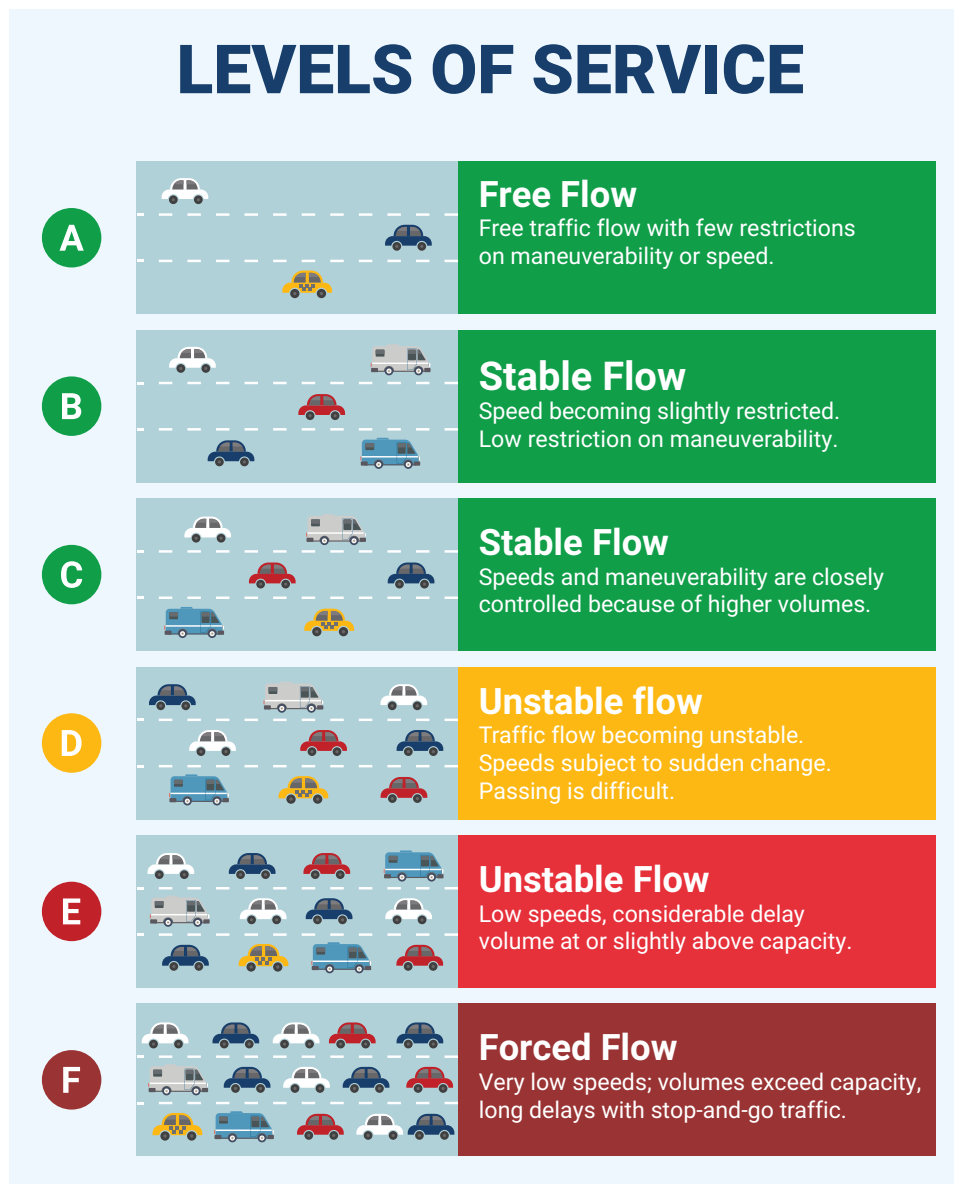 LEVELS OF SERVICE
A
Free Flow
Free traffic flow with few restrictions
on maneuverability or speed.
B
Stable Flow
Speed becoming slightly restricted.
Low restriction on maneuverability.
C
Stable Flow
Speeds and maneuverability are closely
controlled because of higher volumes.
D
Unstable flow
Traffic flow becoming unstable.
Speeds subject to sudden change.
Passing is difficult.
E
Unstable Flow
Low speeds, considerable delay
volume at or slightly above capacity.
F
Forced Flow
Very low speeds; volumes exceed capacity,
long delays with stop-and-go traffic.